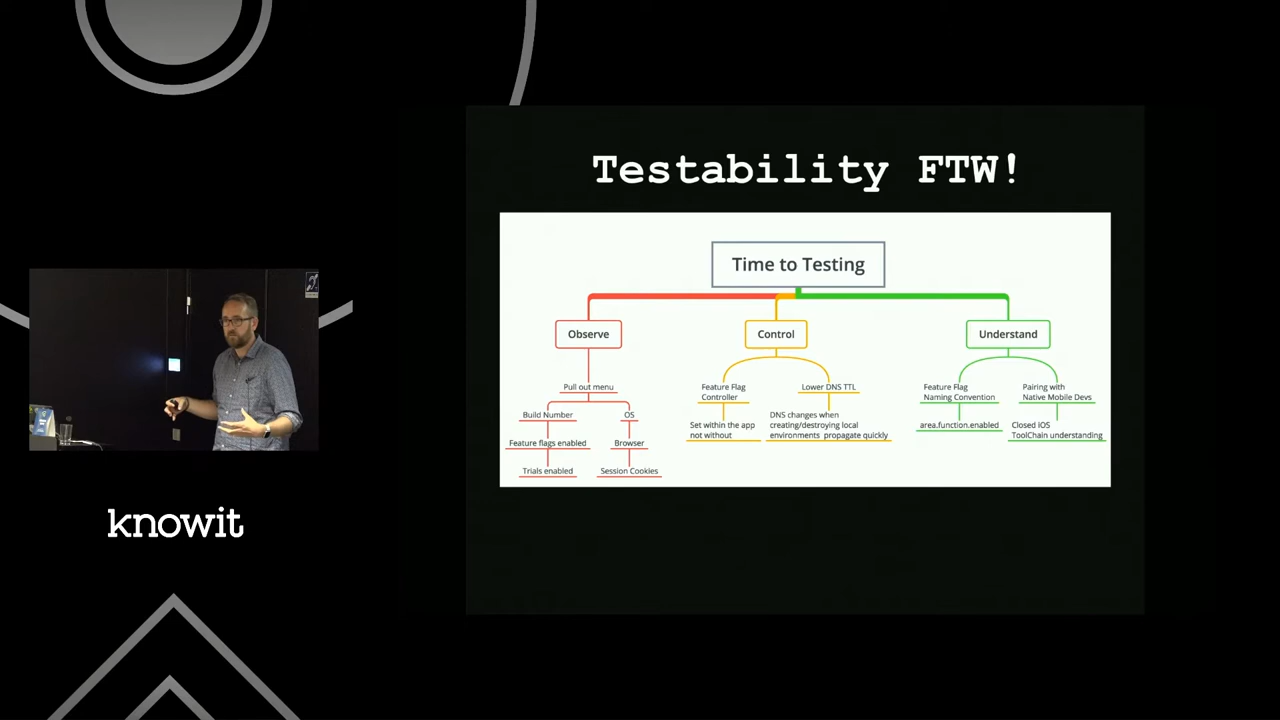 Testability FTW!
Time to Testing
Observe
Control
Understand
Pull out menu
Build Number
OS
Feature flags enabled
Browser
Trials enabled
Session Cookies
Feature Flag
Controller
Set within the app
not without
Lower DNS TTL
DNS changes when
creating/destroying local
environments propagate quickly
Feature Flag
Naming Convention
area.function.enabled
Pairing with
Native Mobile Devs
Closed iOS
ToolChain understanding
knowit